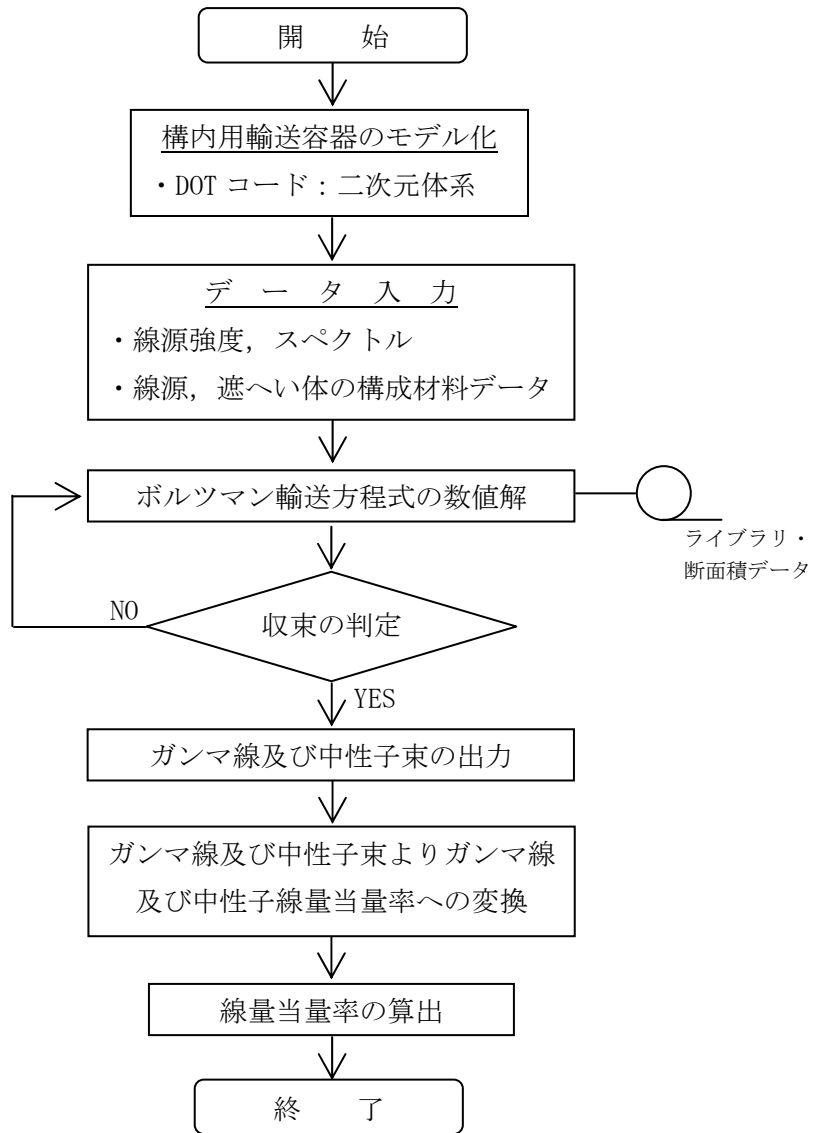 開　　始
構内用輸送容器のモデル化
・DOT コード：二次元体系
デ　ー　タ　入　力
・線源強度，スペクトル
・線源，遮へい体の構成材料データ
ボルツマン輸送方程式の数値解
ライブラリ・
断面積データ
NO
収束の判定
YES
ガンマ線及び中性子束の出力
ガンマ線及び中性子束よりガンマ線
及び中性子線量当量率への変換
線量当量率の算出
終　　了